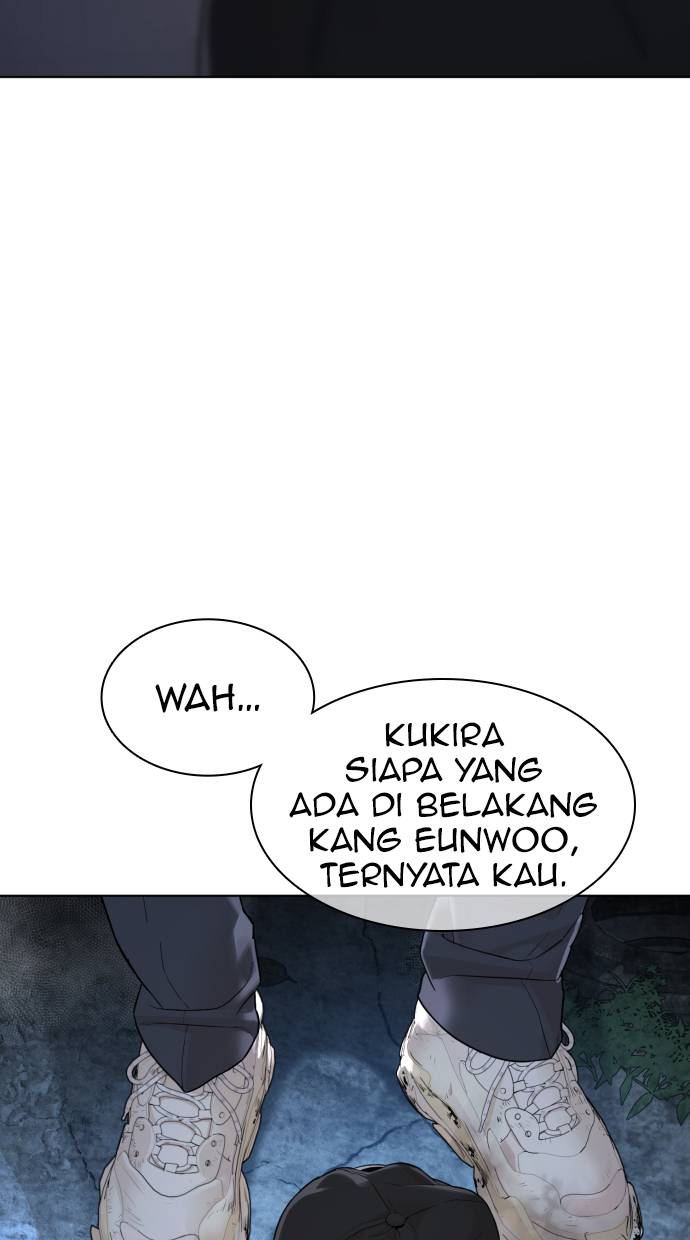 WAH...
KUKIRA
SIAPA YANG
ADA DI BELAKANG
KANG EUNWOO,
TERNYATA KAU.